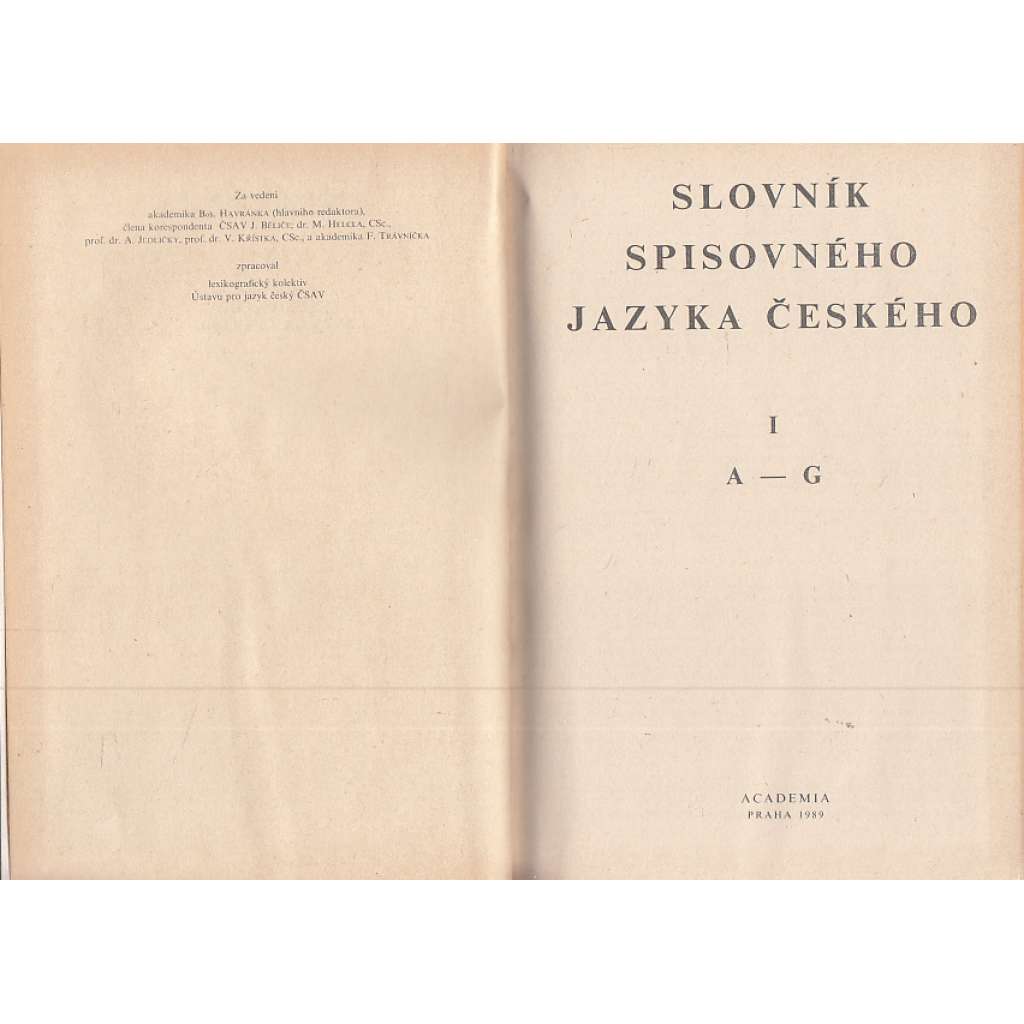 Za vedení
akademika Boh. Havránka (hlavního redaktora),
člena korespondenta ČSAV J. Běliče, dr. M. Helcla, CSc.,
prof. dr. A. Jedličky, prof. dr. V. Křístka, CSc., a akademika F. Trávníčka
zpracoval
lexikografický kolektiv
Ústavu pro jazyk český ČSAV
SLOVNÍK
SPISOVNÉHO
JAZYKA ČESKÉHO
I
A — G
ACADEMIA
PRAHA 1989